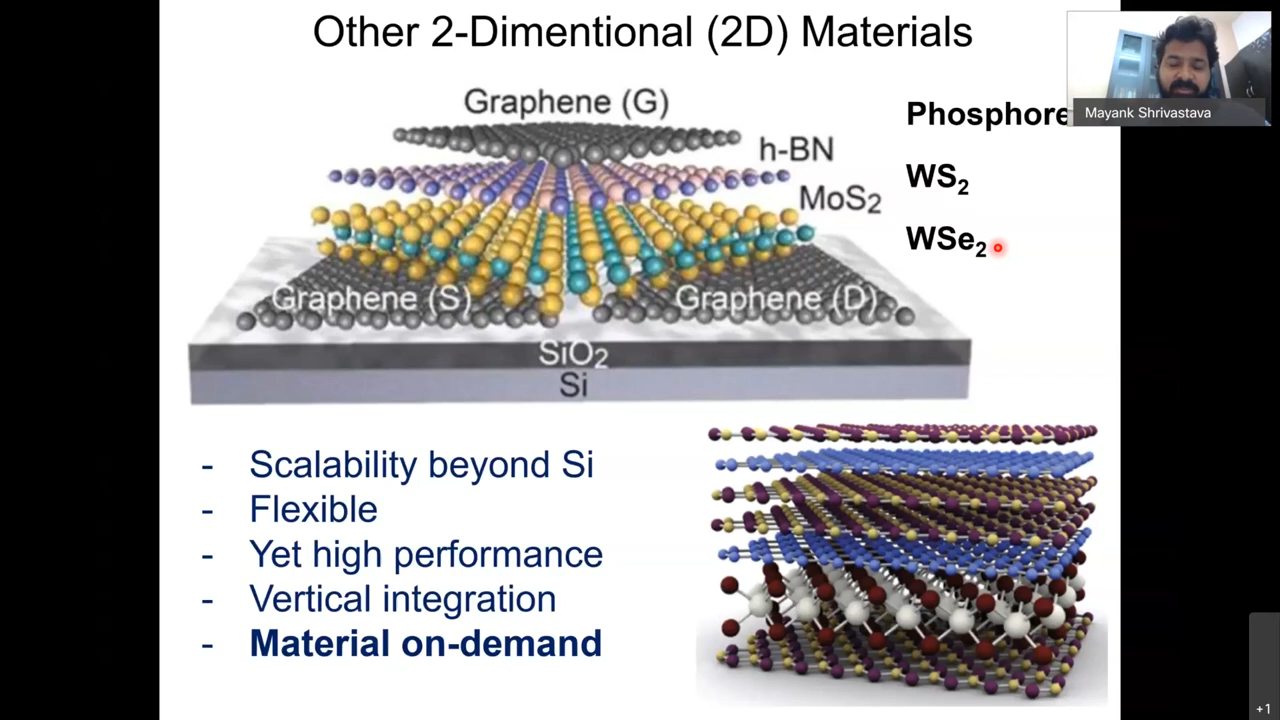 Other 2-Dimentional (2D) Materials
Graphene (G)
h-BN
MoS2
Graphene (S)
Graphene (D)
SiO2
Si
Phosphore
WS2
WSe2
Mayank Shrivastava
- Scalability beyond Si
- Flexible
- Yet high performance
- Vertical integration
- Material on-demand
+1